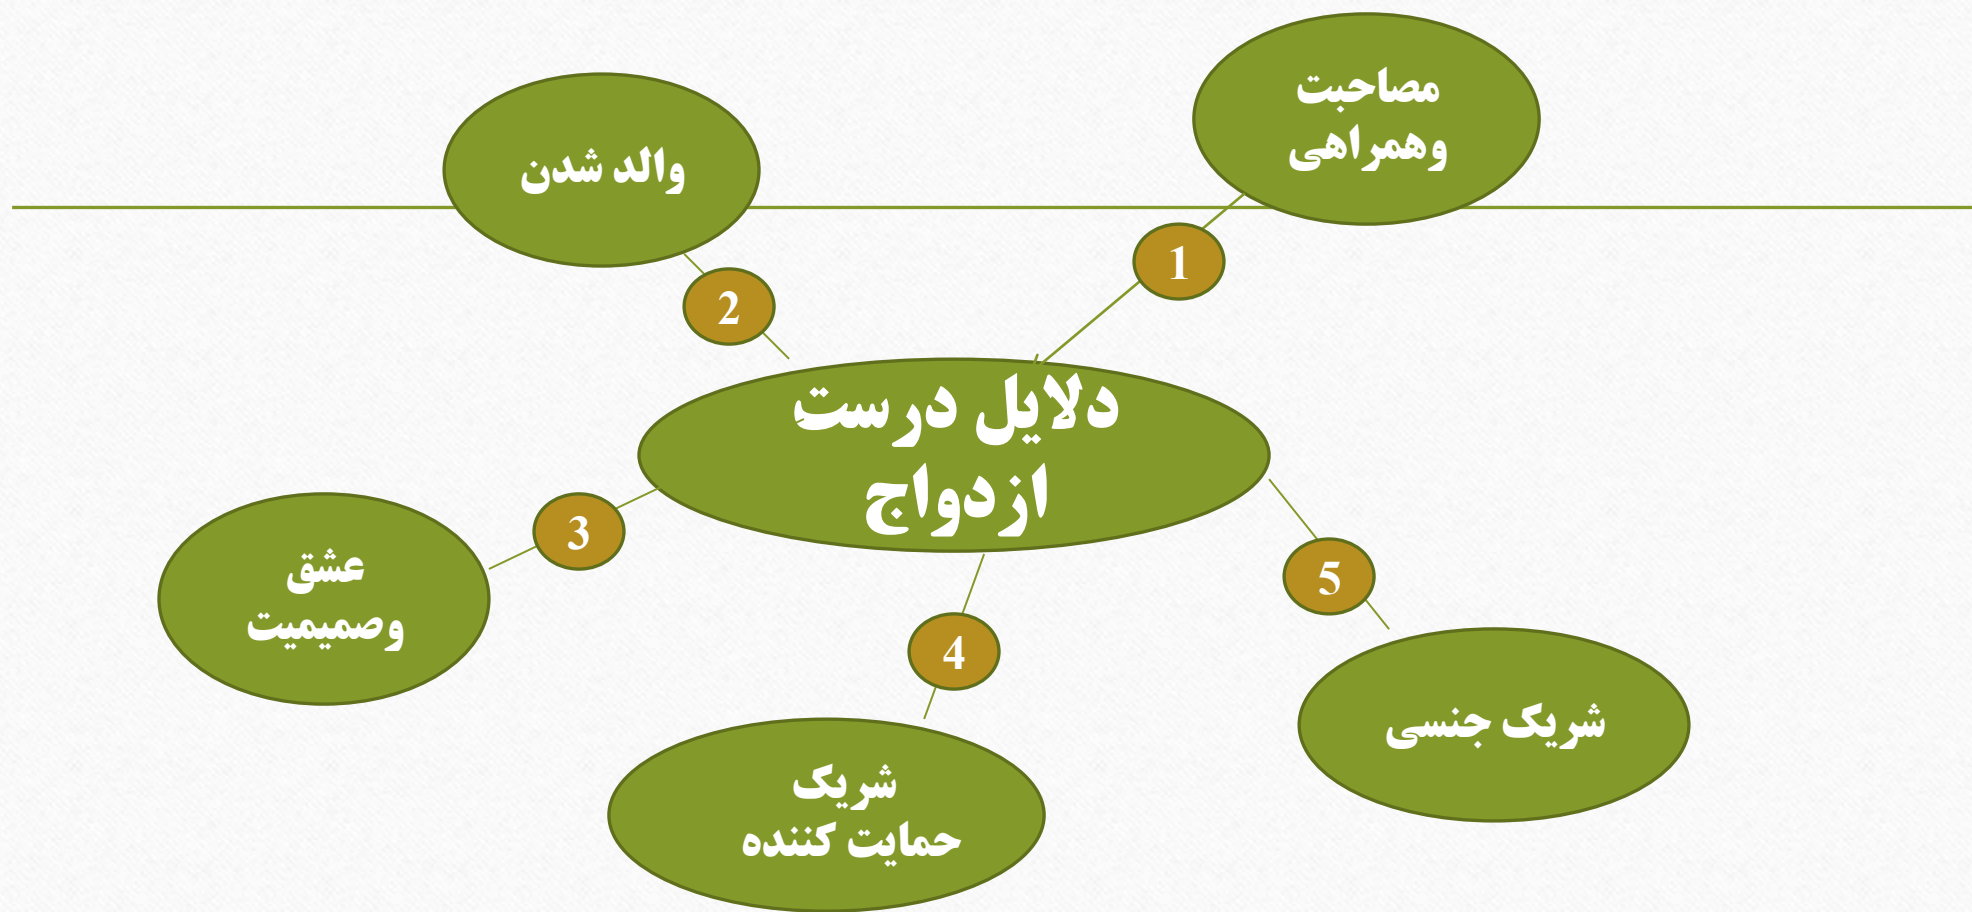 مصاحبت
وهمراهی
1
والد شدن
2
دلایل درست
ازدواج
3
عشق
وصمیمیت
4
شریک
حمایت کننده
5
شریک جنسی